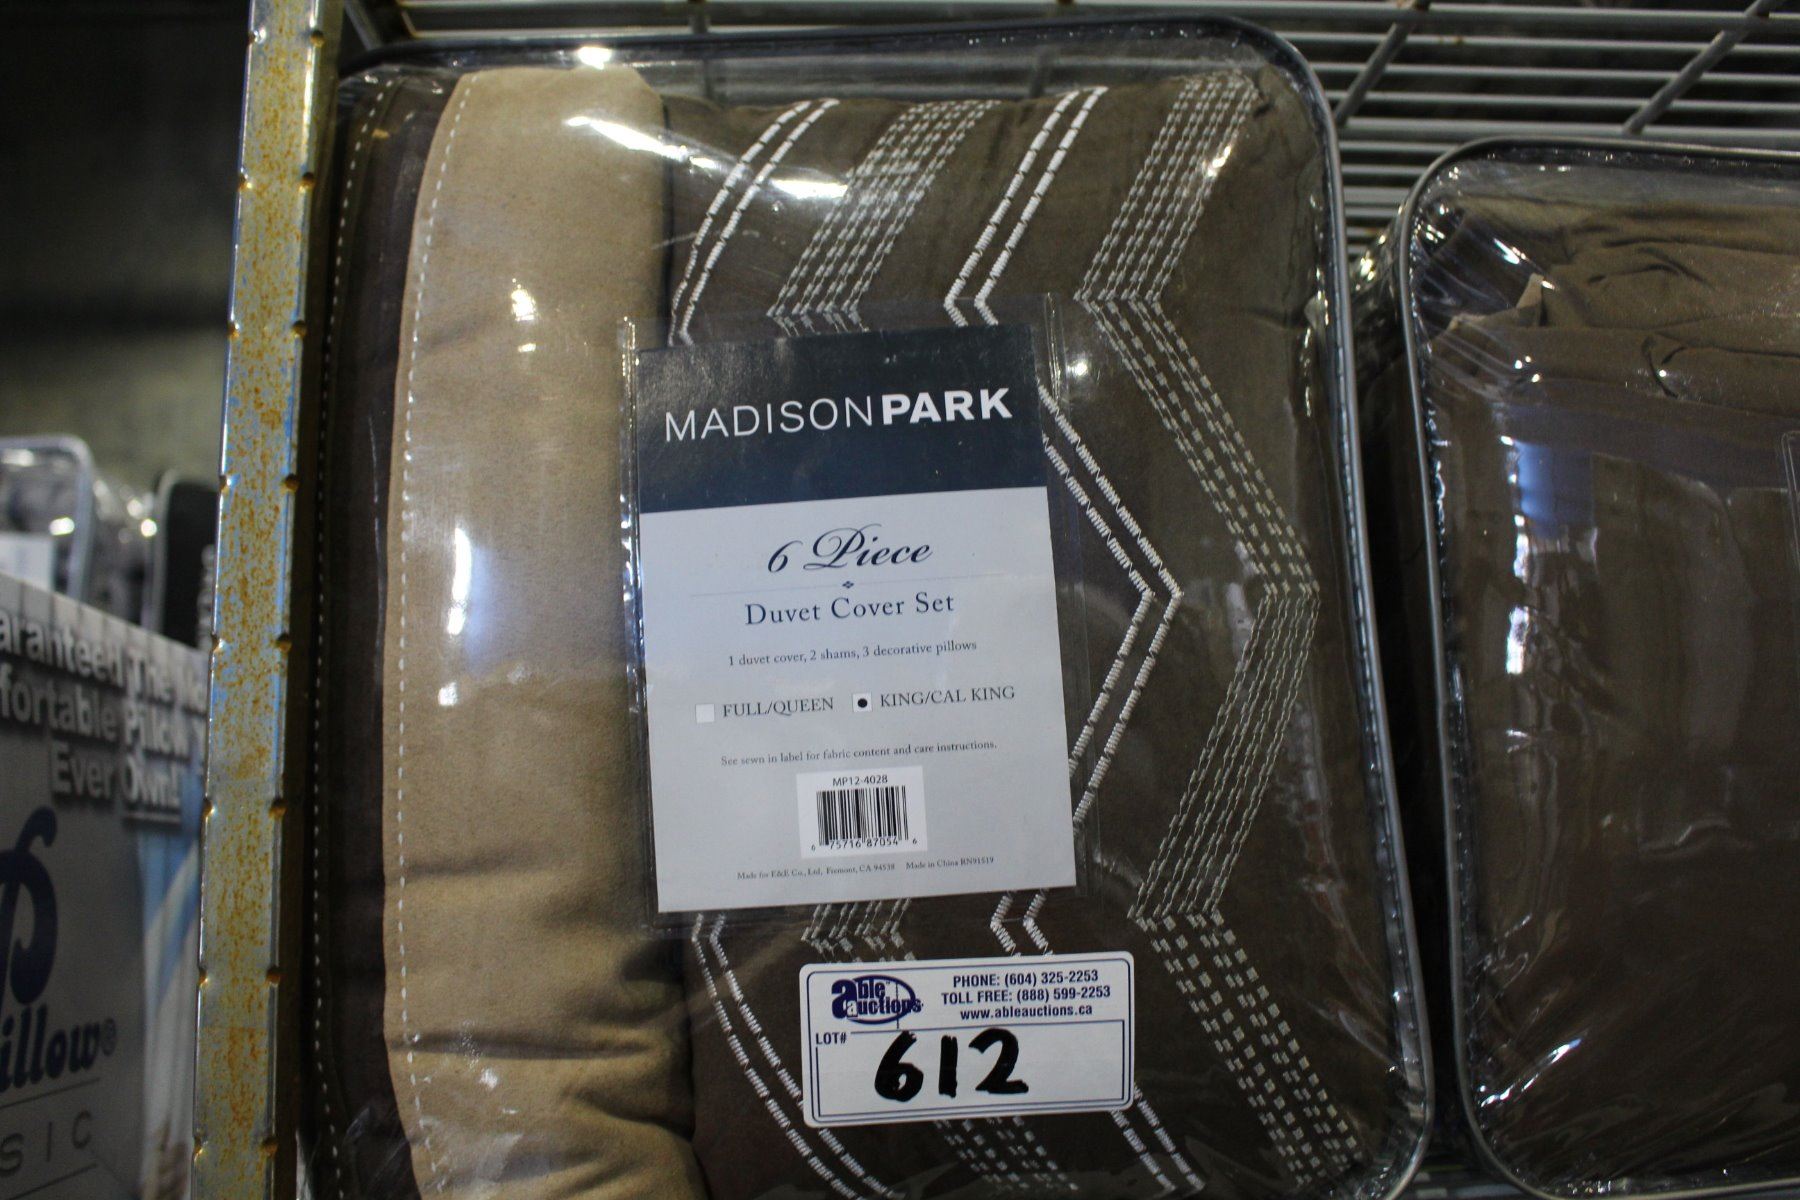 MADISONPARK
6 Piece
Duvet Cover Set
1 duvet cover, 2 shams, 3 decorative pillows
FULL/QUEEN KING/CAL KING
See sewn in label for fabric content and care instructions.
MP12-4028
6 75716 87054 6
Made for E&E Co., Ltd, Fremont, CA 94538 Made in China RN91519
able auctions
PHONE: (604) 325-2253
TOLL FREE: (888) 599-2253
www.ableauctions.ca
LOT# 612
Pillow
Ever Own!